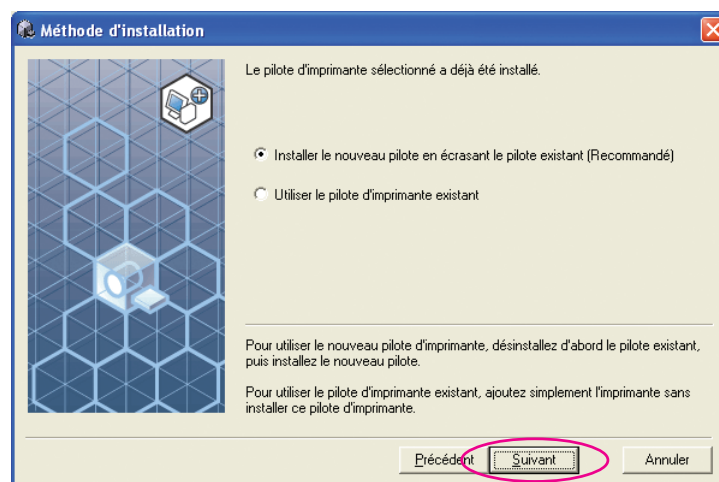 Méthode d'installation
Le pilote d'imprimante sélectionné a déjà été installé.
Installer le nouveau pilote en écrasant le pilote existant (Recommandé)
Utiliser le pilote d'imprimante existant
Pour utiliser le nouveau pilote d'imprimante, désinstallez d'abord le pilote existant,
puis installez le nouveau pilote.
Pour utiliser le pilote d'imprimante existant, ajoutez simplement l'imprimante sans
installer ce pilote d'imprimante.
Précédent Suivant Annuler